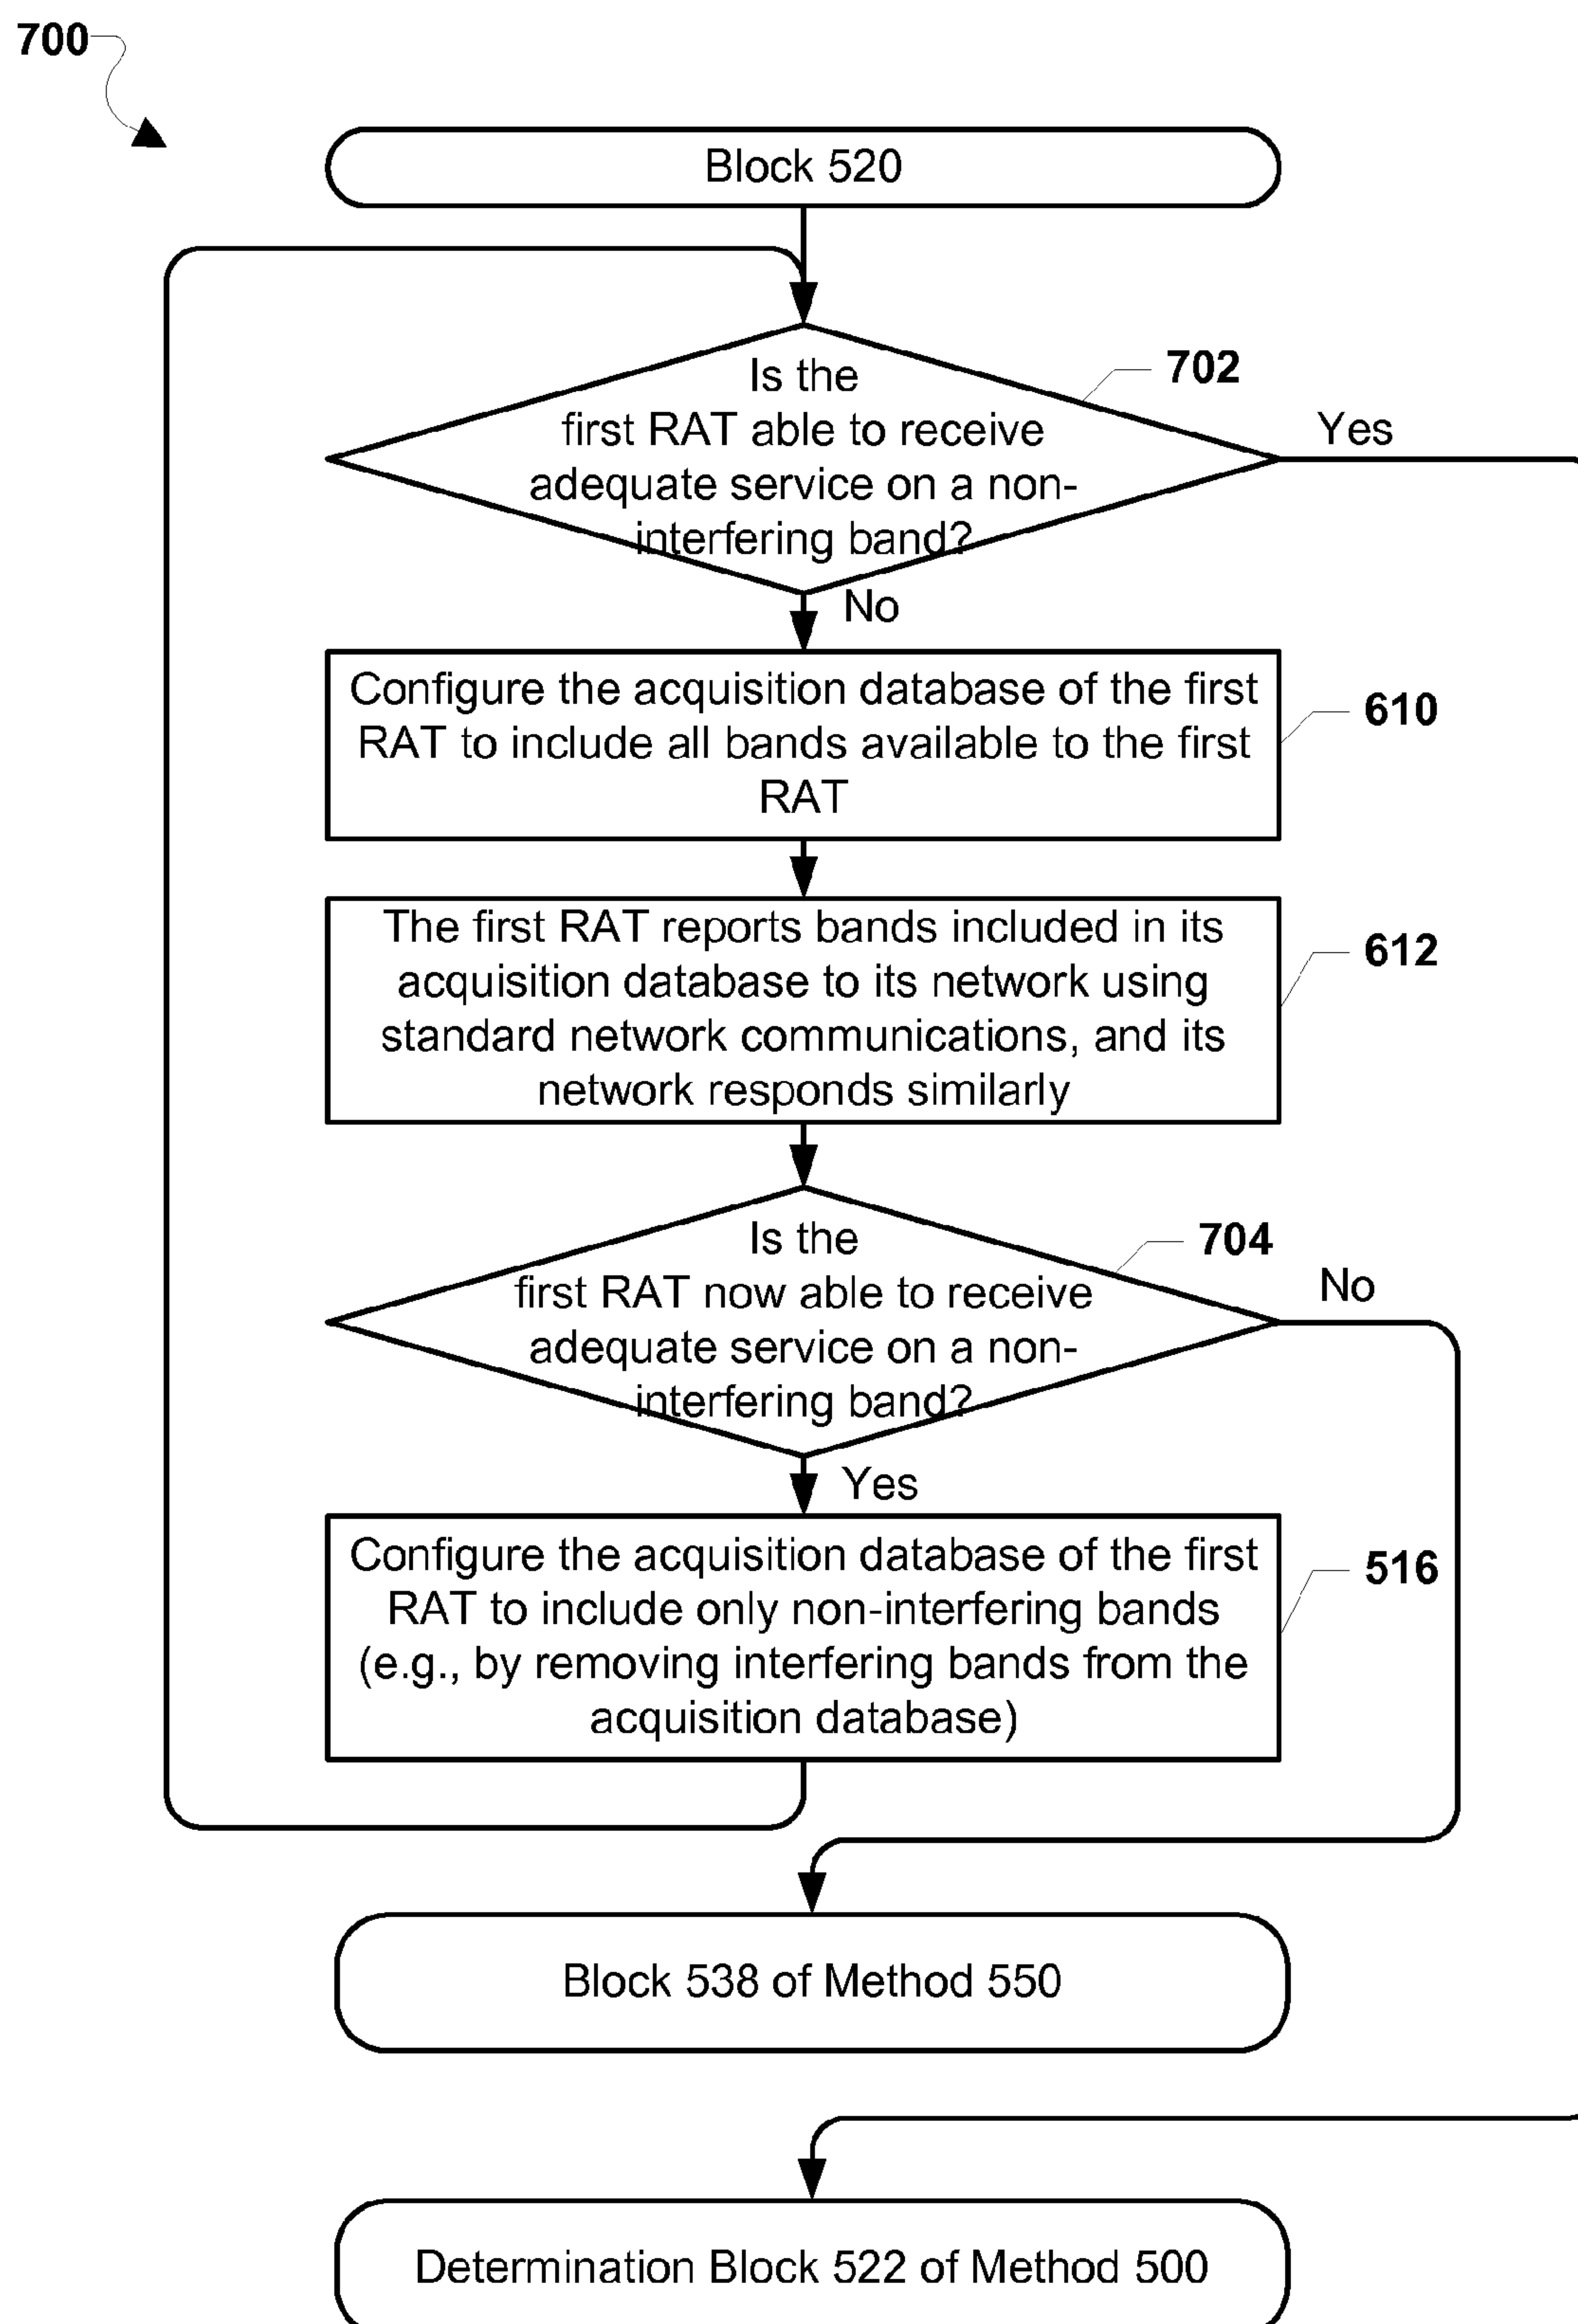 700
Block 520
Is the
first RAT able to receive
adequate service on a non-
interfering band?
702
Yes
No
Configure the acquisition database of the first
RAT to include all bands available to the first
RAT
610
The first RAT reports bands included in its
acquisition database to its network using
standard network communications, and its
network responds similarly
612
Is the
first RAT now able to receive
adequate service on a non-
interfering band?
704
No
Yes
Configure the acquisition database of the first
RAT to include only non-interfering bands
(e.g., by removing interfering bands from the
acquisition database)
516
Block 538 of Method 550
Determination Block 522 of Method 500